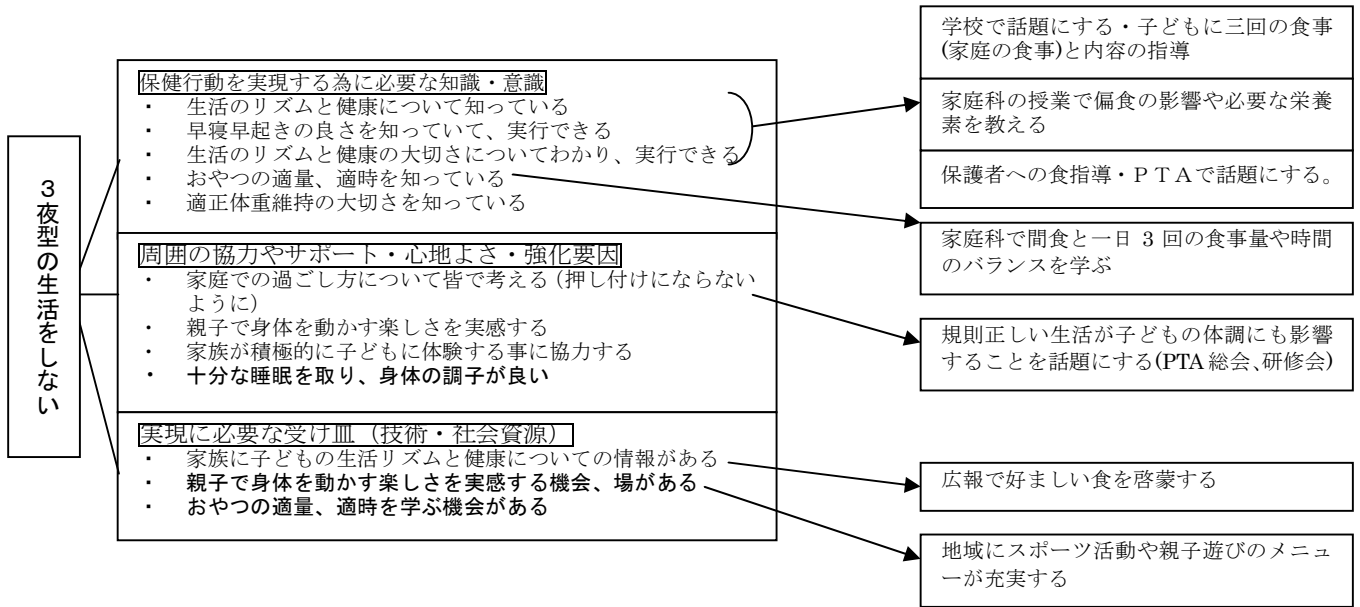 ３夜型の生活をしない
保健行動を実現する為に必要な知識・意識
・ 生活のリズムと健康について知っている
・ 早寝早起きの良さを知っていて、実行できる
・ 生活のリズムと健康の大切さについてわかり、実行できる
・ おやつの適量、適時を知っている
・ 適正体重維持の大切さを知っている
周囲の協力やサポート・心地よさ・強化要因
・ 家庭での過ごし方について皆で考える（押し付けにならない
ように）
・ 親子で身体を動かす楽しさを実感する
・ 家族が積極的に子どもに体験する事に協力する
・ 十分な睡眠を取り、身体の調子が良い
実現に必要な受け皿（技術・社会資源）
・ 家族に子どもの生活リズムと健康についての情報がある
・ 親子で身体を動かす楽しさを実感する機会、場がある
・ おやつの適量、適時を学ぶ機会がある
学校で話題にする・子どもに三回の食事
(家庭の食事)と内容の指導
家庭科の授業で偏食の影響や必要な栄養
素を教える
保護者への食指導・ＰＴＡで話題にする。
家庭科で間食と一日 3 回の食事量や時間
のバランスを学ぶ
規則正しい生活が子どもの体調にも影響
することを話題にする(PTA 総会、研修会)
広報で好ましい食を啓蒙する
地域にスポーツ活動や親子遊びのメニュ
ーが充実する